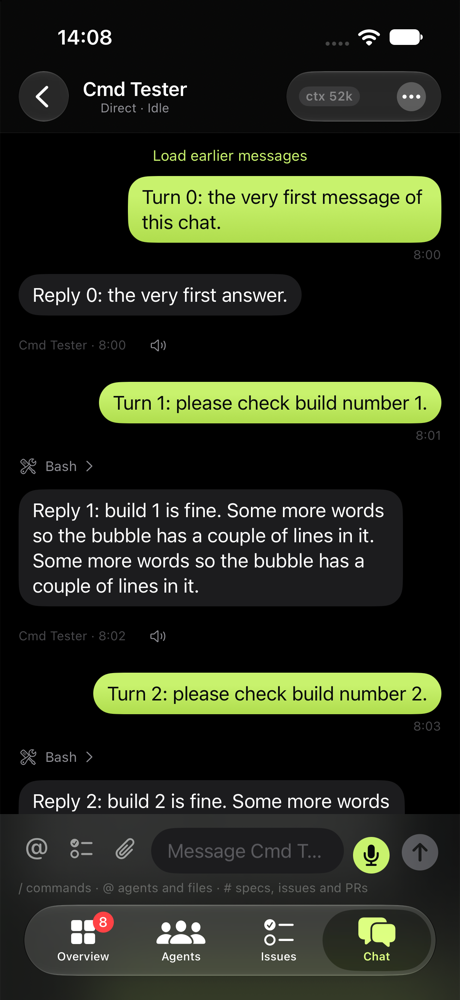 14:08
Cmd Tester
Direct · Idle
ctx 52k
Load earlier messages
Turn 0: the very first message of
this chat.
8:00
Reply 0: the very first answer.
Cmd Tester · 8:00
Turn 1: please check build number 1.
8:01
Bash
Reply 1: build 1 is fine. Some more words
so the bubble has a couple of lines in it.
Some more words so the bubble has a
couple of lines in it.
Cmd Tester · 8:02
Turn 2: please check build number 2.
8:03
Bash
Reply 2: build 2 is fine. Some more words
Message Cmd T...
/ commands · @ agents and files · # specs, issues and PRs
8
Overview
Agents
Issues
Chat